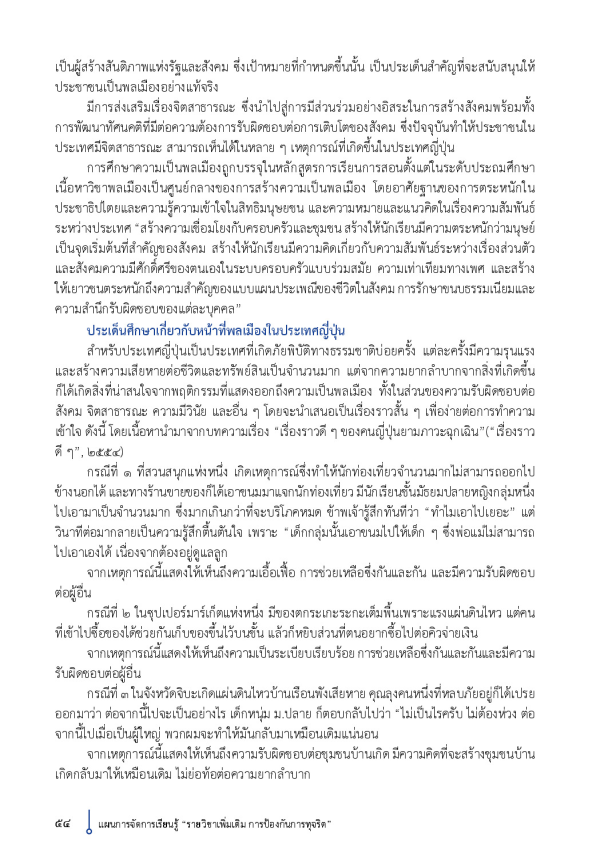 เป็นผู้สร้างสันติภาพแห่งรัฐและสังคม ซึ่งเป้าหมายที่กำหนดขึ้นนั้น เป็นประเด็นสำคัญที่จะสนับสนุนให้
ประชาชนเป็นพลเมืองอย่างแท้จริง
มีการส่งเสริมเรื่องจิตสาธารณะ ซึ่งนำไปสู่การมีส่วนร่วมอย่างอิสระในการสร้างสังคมพร้อมทั้ง
การพัฒนาทัศนคติที่มีต่อความต้องการรับผิดชอบต่อการเติบโตของสังคม ซึ่งปัจจุบันทำให้ประชาชนใน
ประเทศมีจิตสาธารณะ สามารถเห็นได้ในหลาย ๆ เหตุการณ์ที่เกิดขึ้นในประเทศญี่ปุ่น
การศึกษาความเป็นพลเมืองถูกบรรจุในหลักสูตรการเรียนการสอนตั้งแต่ในระดับประถมศึกษา
เนื้อหาวิชาพลเมืองเป็นศูนย์กลางของการสร้างความเป็นพลเมือง โดยอาศัยฐานของการตระหนักใน
ประชาธิปไตยและความรู้ความเข้าใจในสิทธิมนุษยชน และความหมายและแนวคิดในเรื่องความสัมพันธ์
ระหว่างประเทศ “สร้างความเชื่อมโยงกับครอบครัวและชุมชน สร้างให้นักเรียนมีความตระหนักว่ามนุษย์
เป็นจุดเริ่มต้นที่สำคัญของสังคม สร้างให้นักเรียนมีความคิดเกี่ยวกับความสัมพันธ์ระหว่างเรื่องส่วนตัว
และสังคมความมีศักดิ์ศรีของตนเองในระบบครอบครัวแบบร่วมสมัย ความเท่าเทียมทางเพศ และสร้าง
ให้เยาวชนตระหนักถึงความสำคัญของแบบแผนประเพณีของชีวิตในสังคม การรักษาขนบธรรมเนียมและ
ความสำนึกรับผิดชอบของแต่ละบุคคล”
ประเด็นศึกษาเกี่ยวกับหน้าที่พลเมืองในประเทศญี่ปุ่น
สำหรับประเทศญี่ปุ่นเป็นประเทศที่เกิดภัยพิบัติทางธรรมชาติบ่อยครั้ง แต่ละครั้งมีความรุนแรง
และสร้างความเสียหายต่อชีวิตและทรัพย์สินเป็นจำนวนมาก แต่จากความยากลำบากจากสิ่งที่เกิดขึ้น
ก็ได้เกิดสิ่งที่น่าสนใจจากพฤติกรรมที่แสดงออกถึงความเป็นพลเมือง ทั้งในส่วนของความรับผิดชอบต่อ
สังคม จิตสาธารณะ ความมีวินัย และอื่น ๆ โดยจะนำเสนอเป็นเรื่องราวสั้น ๆ เพื่อง่ายต่อการทำความ
เข้าใจ ดังนี้ โดยเนื้อหานำมาจากบทความเรื่อง “เรื่องราวดี ๆ ของคนญี่ปุ่นยามภาวะฉุกเฉิน”(“เรื่องราว
ดี ๆ”, ๒๕๕๔)
กรณีที่ ๑ ที่สวนสนุกแห่งหนึ่ง เกิดเหตุการณ์ซึ่งทำให้นักท่องเที่ยวจำนวนมากไม่สามารถออกไป
ข้างนอกได้ และทางร้านขายของก็ได้เอาขนมมาแจกนักท่องเที่ยว มีนักเรียนชั้นมัธยมปลายหญิงกลุ่มหนึ่ง
ไปเอามาเป็นจำนวนมาก ซึ่งมากเกินกว่าที่จะบริโภคหมด ข้าพเจ้ารู้สึกทันทีว่า “ทำไมเอาไปเยอะ” แต่
วินาทีต่อมากลายเป็นความรู้สึกตื้นตันใจ เพราะ “เด็กกลุ่มนั้นเอาขนมไปให้เด็ก ๆ ซึ่งพ่อแม่ไม่สามารถ
ไปเอาเองได้ เนื่องจากต้องอยู่ดูแลลูก
จากเหตุการณ์นี้แสดงให้เห็นถึงความเอื้อเฟื้อ การช่วยเหลือซึ่งกันและกัน และมีความรับผิดชอบ
ต่อผู้อื่น
กรณีที่ ๒ ในซุปเปอร์มาร์เก็ตแห่งหนึ่ง มีของตกระเกะระกะเต็มพื้นเพราะแรงแผ่นดินไหว แต่คน
ที่เข้าไปซื้อของได้ช่วยกันเก็บของขึ้นไว้บนชั้น แล้วก็หยิบส่วนที่ตนอยากซื้อไปต่อคิวจ่ายเงิน
จากเหตุการณ์นี้แสดงให้เห็นถึงความเป็นระเบียบเรียบร้อย การช่วยเหลือซึ่งกันและกันและมีความ
รับผิดชอบต่อผู้อื่น
กรณีที่ ๓ ในจังหวัดจิบะเกิดแผ่นดินไหวบ้านเรือนพังเสียหาย คุณลุงคนหนึ่งที่หลบภัยอยู่ก็ได้เปรย
ออกมาว่า ต่อจากนี้ไปจะเป็นอย่างไร เด็กหนุ่ม ม.ปลาย ก็ตอบกลับไปว่า “ไม่เป็นไรครับ ไม่ต้องห่วง ต่อ
จากนี้ไปเมื่อเป็นผู้ใหญ่ พวกผมจะทำให้มันกลับมาเหมือนเดิมแน่นอน
จากเหตุการณ์นี้แสดงให้เห็นถึงความรับผิดชอบต่อชุมชนบ้านเกิด มีความคิดที่จะสร้างชุมชนบ้าน
เกิดกลับมาให้เหมือนเดิม ไม่ย่อท้อต่อความยากลำบาก
๕๔ แผนการจัดการเรียนรู้ “รายวิชาเพิ่มเติม การป้องกันการทุจริต”